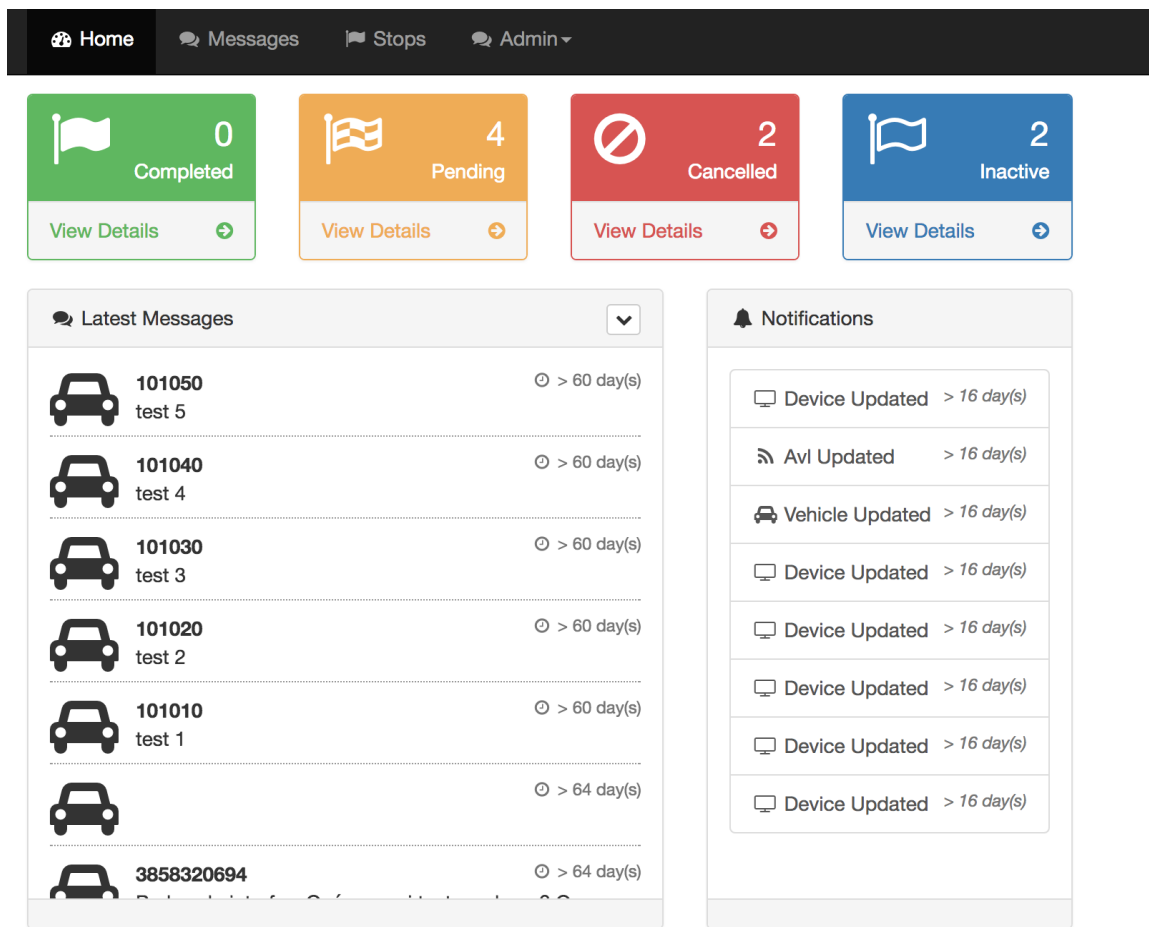 Home Messages Stops Admin
0
Completed
View Details
4
Pending
View Details
2
Cancelled
View Details
2
Inactive
View Details
Latest Messages
101050 > 60 day(s)
test 5
101040 > 60 day(s)
test 4
101030 > 60 day(s)
test 3
101020 > 60 day(s)
test 2
101010 > 60 day(s)
test 1
> 64 day(s)
3858320694 > 64 day(s)
Notifications
Device Updated > 16 day(s)
Avl Updated > 16 day(s)
Vehicle Updated > 16 day(s)
Device Updated > 16 day(s)
Device Updated > 16 day(s)
Device Updated > 16 day(s)
Device Updated > 16 day(s)
Device Updated > 16 day(s)